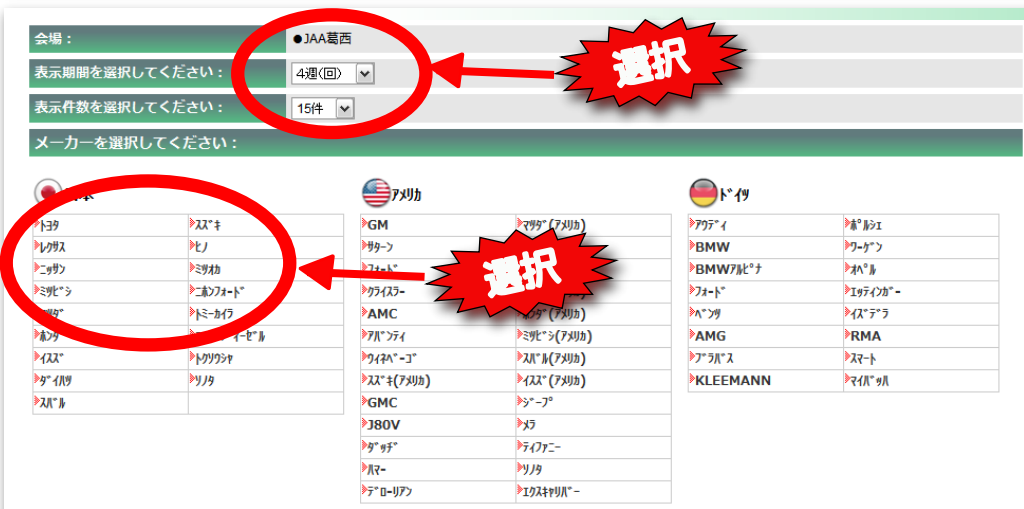 会場：
●JAA葛西
表示期間を選択してください：
4週(回)
選択
表示件数を選択してください：
15件
メーカーを選択してください：
ｱﾒﾘｶ
ﾄﾞｲﾂ
ﾄﾖﾀ ｽｽﾞｷ
ﾚｸｻｽ ﾋﾉ
ﾆｯｻﾝ ﾐﾂｵｶ
ﾐﾂﾋﾞｼ ﾆﾎﾝﾌｫｰﾄﾞ
ﾄﾐｰｶｲﾗ
ﾎﾝﾀﾞ
ｲｽｽﾞ ﾄｸｿｳｼｬ
ﾀﾞｲﾊﾂ ｿﾉﾀ
ｽﾊﾞﾙ
GM ﾏﾂﾀﾞ(ｱﾒﾘｶ)
ｻﾀｰﾝ
ｸﾗｲｽﾗｰ
選択
AMC ﾎﾝﾀﾞ(ｱﾒﾘｶ)
ｱﾊﾞﾝﾃｨ ﾐﾂﾋﾞｼ(ｱﾒﾘｶ)
ｳｨﾈﾍﾞｰｺﾞ ｽﾊﾞﾙ(ｱﾒﾘｶ)
ｽｽﾞｷ(ｱﾒﾘｶ) ｲｽｽﾞ(ｱﾒﾘｶ)
GMC ｼﾞｰﾌﾟ
J80V ﾒﾗ
ﾀﾞｯﾁﾞ ﾃｨﾌｧﾆｰ
ﾊﾏｰ ｿﾉﾀ
ﾃﾞﾛｰﾘｱﾝ ｴｸｽｷｬﾘﾊﾞｰ
ｱｳﾃﾞｨ ﾎﾟﾙｼｪ
BMW ﾜｰｹﾞﾝ
BMWｱﾙﾋﾟﾅ ｵﾍﾟﾙ
ﾌｫｰﾄﾞ ｴｯﾃｨﾝｶﾞｰ
ﾍﾞﾝﾂ ｲｽﾞﾃﾞﾗ
AMG RMA
ﾌﾞﾗﾊﾞｽ ｽﾏｰﾄ
KLEEMANN ﾏｲﾊﾞｯﾊ